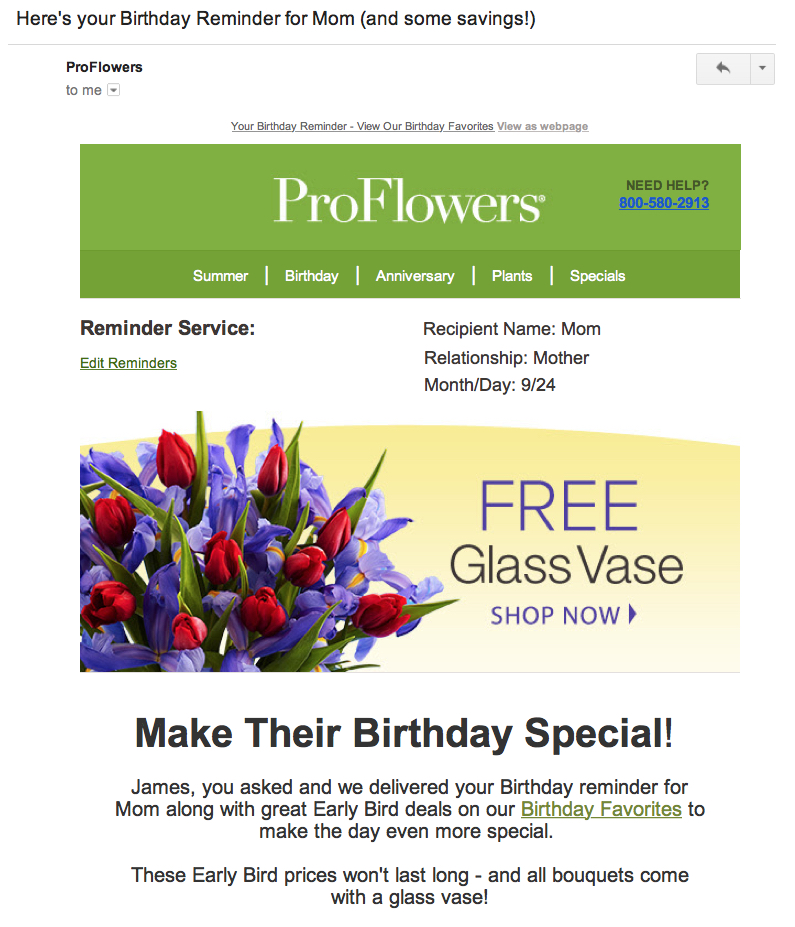 Here's your Birthday Reminder for Mom (and some savings!)
ProFlowers
to me
Your Birthday Reminder - View Our Birthday Favorites View as webpage
ProFlowers®
NEED HELP?
800-580-2913
Summer | Birthday | Anniversary | Plants | Specials
Reminder Service:
Edit Reminders
Recipient Name: Mom
Relationship: Mother
Month/Day: 9/24
FREE
Glass Vase
SHOP NOW
Make Their Birthday Special!
James, you asked and we delivered your Birthday reminder for
Mom along with great Early Bird deals on our Birthday Favorites to
make the day even more special.
These Early Bird prices won't last long - and all bouquets come
with a glass vase!